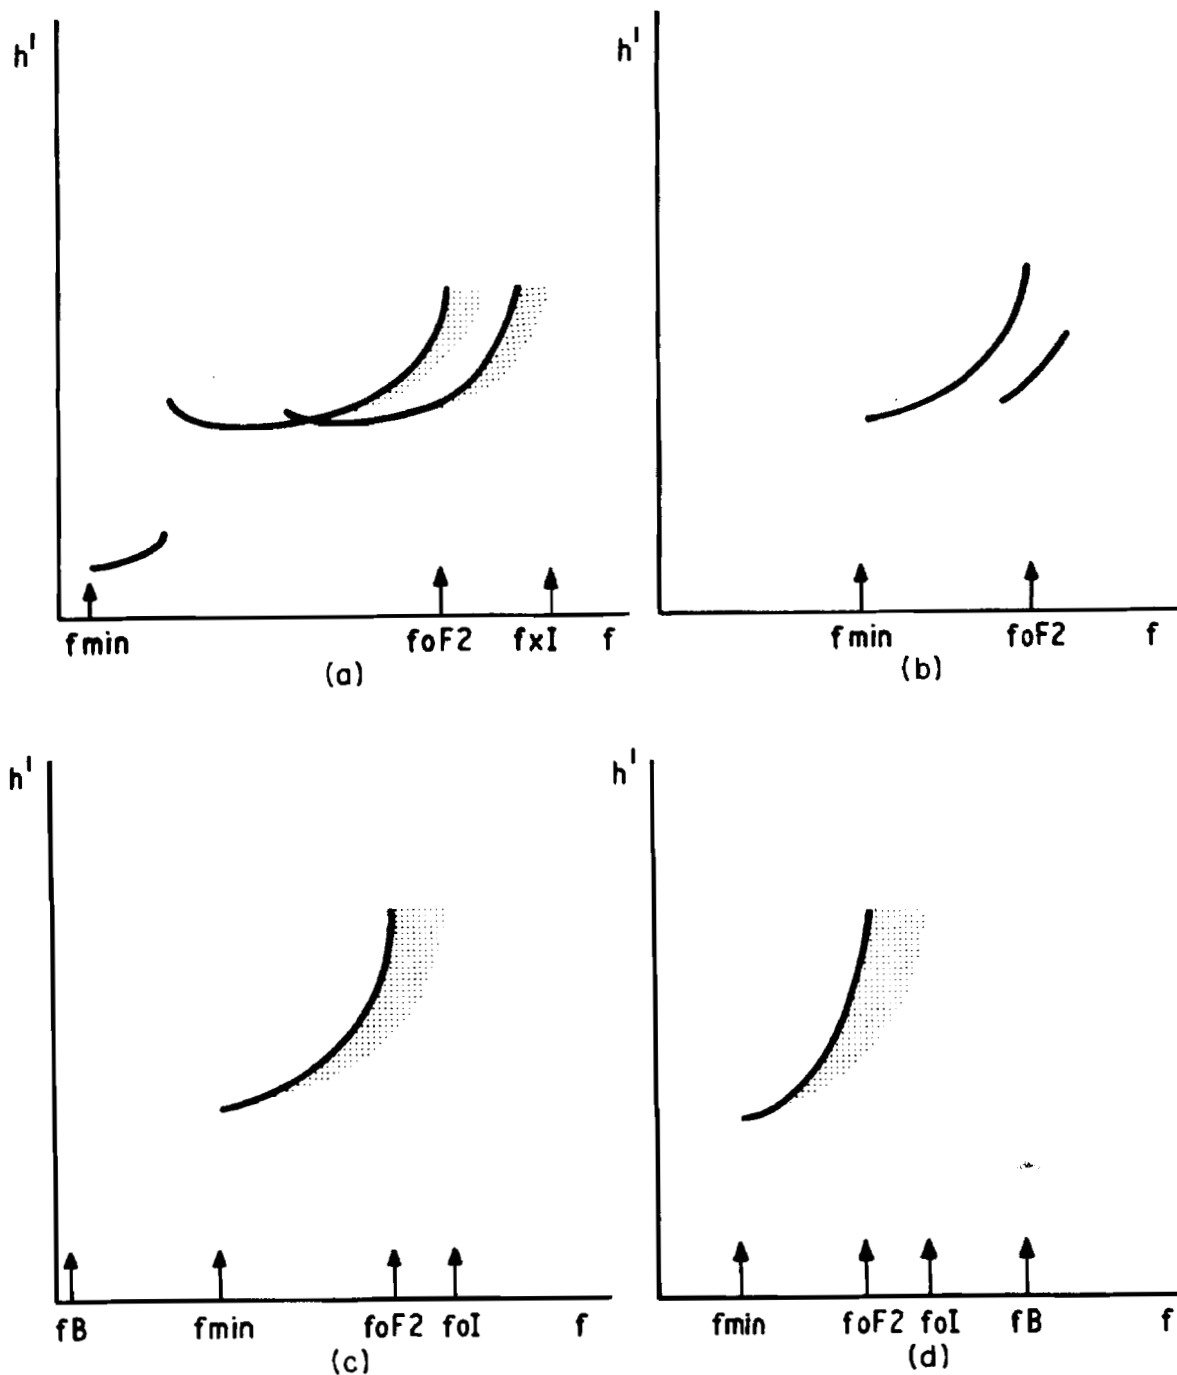 h'
h'
fmin foF2 fxI f
(a)
fmin foF2 f
(b)
h'
h'
fB fmin foF2 foI f
(c)
fmin foF2 foI fB f
(d)